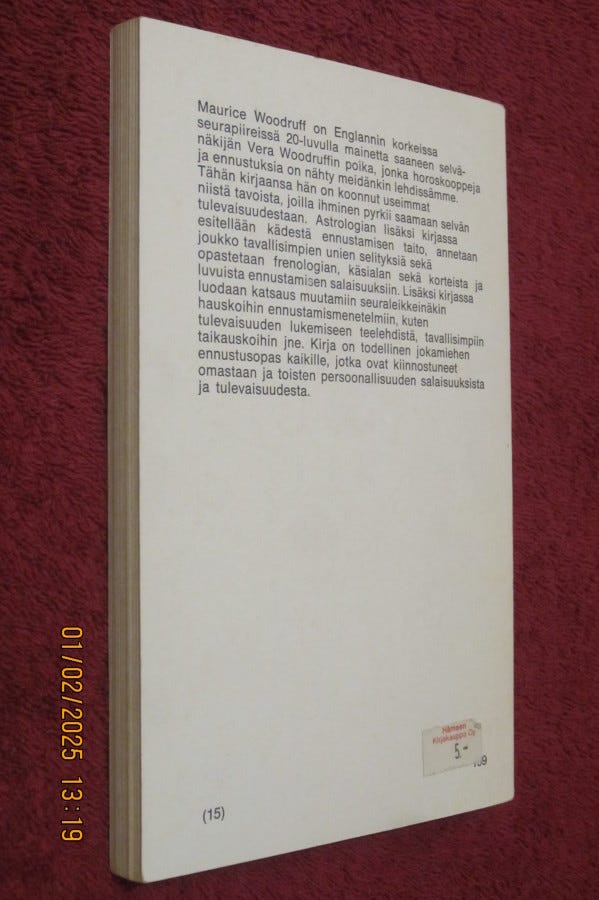 Maurice Woodruff on Englannin korkeissa
seurapiireissä 20-luvulla mainetta saaneen selvä-
näkijän Vera Woodruffin poika, jonka horoskooppeja
ja ennustuksia on nähty meidänkin lehdissämme.
Tähän kirjaansa hän on koonnut useimmat
niistä tavoista, joilla ihminen pyrkii saamaan selvän
tulevaisuudestaan. Astrologian lisäksi kirjassa
esitellään kädestä ennustamisen taito, annetaan
joukko tavallisimpien unien selityksiä sekä
opastetaan frenologian, käsialan sekä korteista ja
luvuista ennustamisen salaisuuksiin. Lisäksi kirjassa
luodaan katsaus muutamiin seuraleikkeinäkin
hauskoihin ennustamismenetelmiin, kuten
tulevaisuuden lukemiseen teelehdistä, tavallisimpiin
taikauskoihin jne. Kirja on todellinen jokamiehen
ennustusopas kaikille, jotka ovat kiinnostuneet
omastaan ja toisten persoonallisuuden salaisuuksista
ja tulevaisuudesta.
Hämeen
Kirjakauppa Oy
5.-
(15)
01/02/2025 13:19